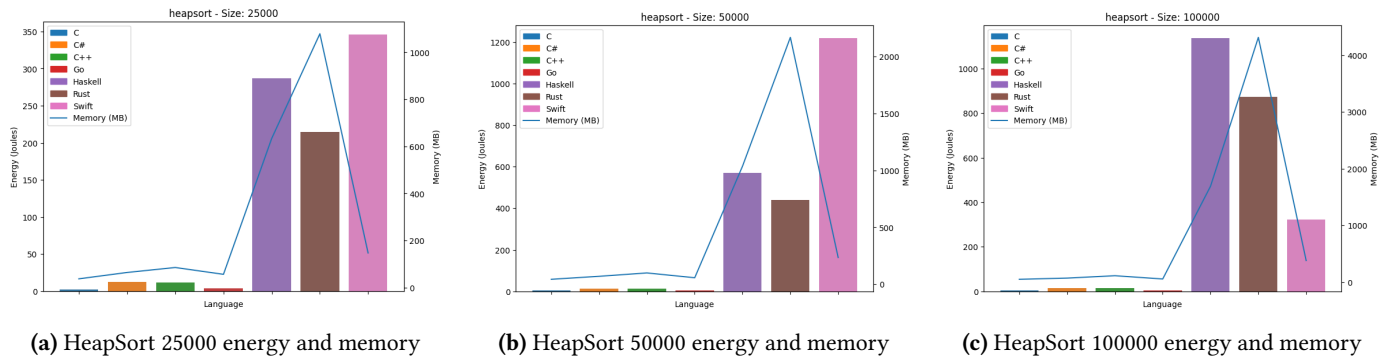 heapsort - Size: 25000
350
300
250
200
150
100
50
0
Energy (Joules)
C
C#
C++
Go
Haskell
Rust
Swift
Memory (MB)
1000
800
600
400
200
0
Memory (MB)
Language
(a) HeapSort 25000 energy and memory
heapsort - Size: 50000
1200
1000
800
600
400
200
0
Energy (Joules)
C
C#
C++
Go
Haskell
Rust
Swift
Memory (MB)
2000
1500
1000
500
0
Memory (MB)
Language
(b) HeapSort 50000 energy and memory
heapsort - Size: 100000
1000
800
600
400
200
0
Energy (Joules)
C
C#
C++
Go
Haskell
Rust
Swift
Memory (MB)
4000
3000
2000
1000
0
Memory (MB)
Language
(c) HeapSort 100000 energy and memory